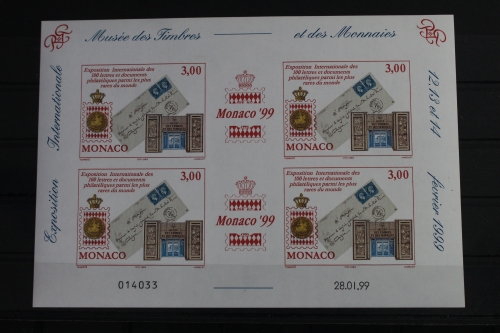 Musée des Timbres et des Monnaies
Exposition Internationale
12.13 et 14 février 1999
3,00
Exposition Internationale des
100 lettres et documents
philatéliques parmi les plus
rares du monde
MONACO
Monaco '99
3,00
Exposition Internationale des
100 lettres et documents
philatéliques parmi les plus
rares du monde
MONACO
3,00
Exposition Internationale des
100 lettres et documents
philatéliques parmi les plus
rares du monde
MONACO
Monaco '99
3,00
Exposition Internationale des
100 lettres et documents
philatéliques parmi les plus
rares du monde
MONACO
014033
28.01.99